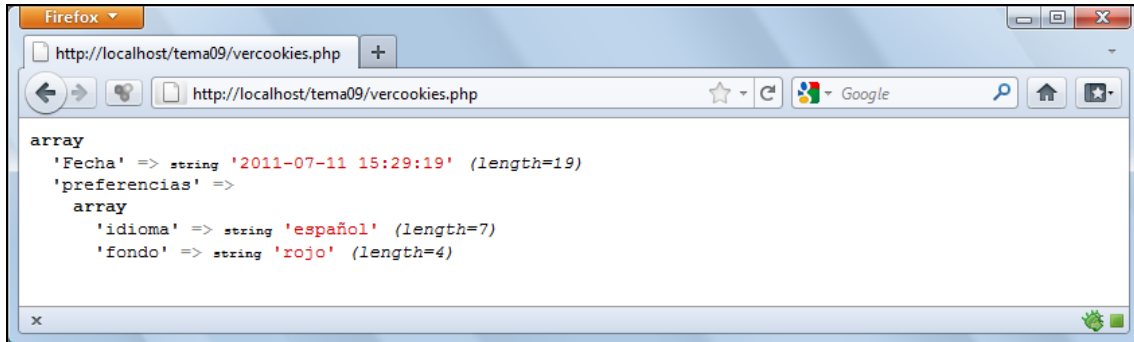 Firefox
http://localhost/tema09/vercookies.php
http://localhost/tema09/vercookies.php
Google
array
'Fecha' => string '2011-07-11 15:29:19' (length=19)
'preferencias' =>
array
'idioma' => string 'español' (length=7)
'fondo' => string 'rojo' (length=4)